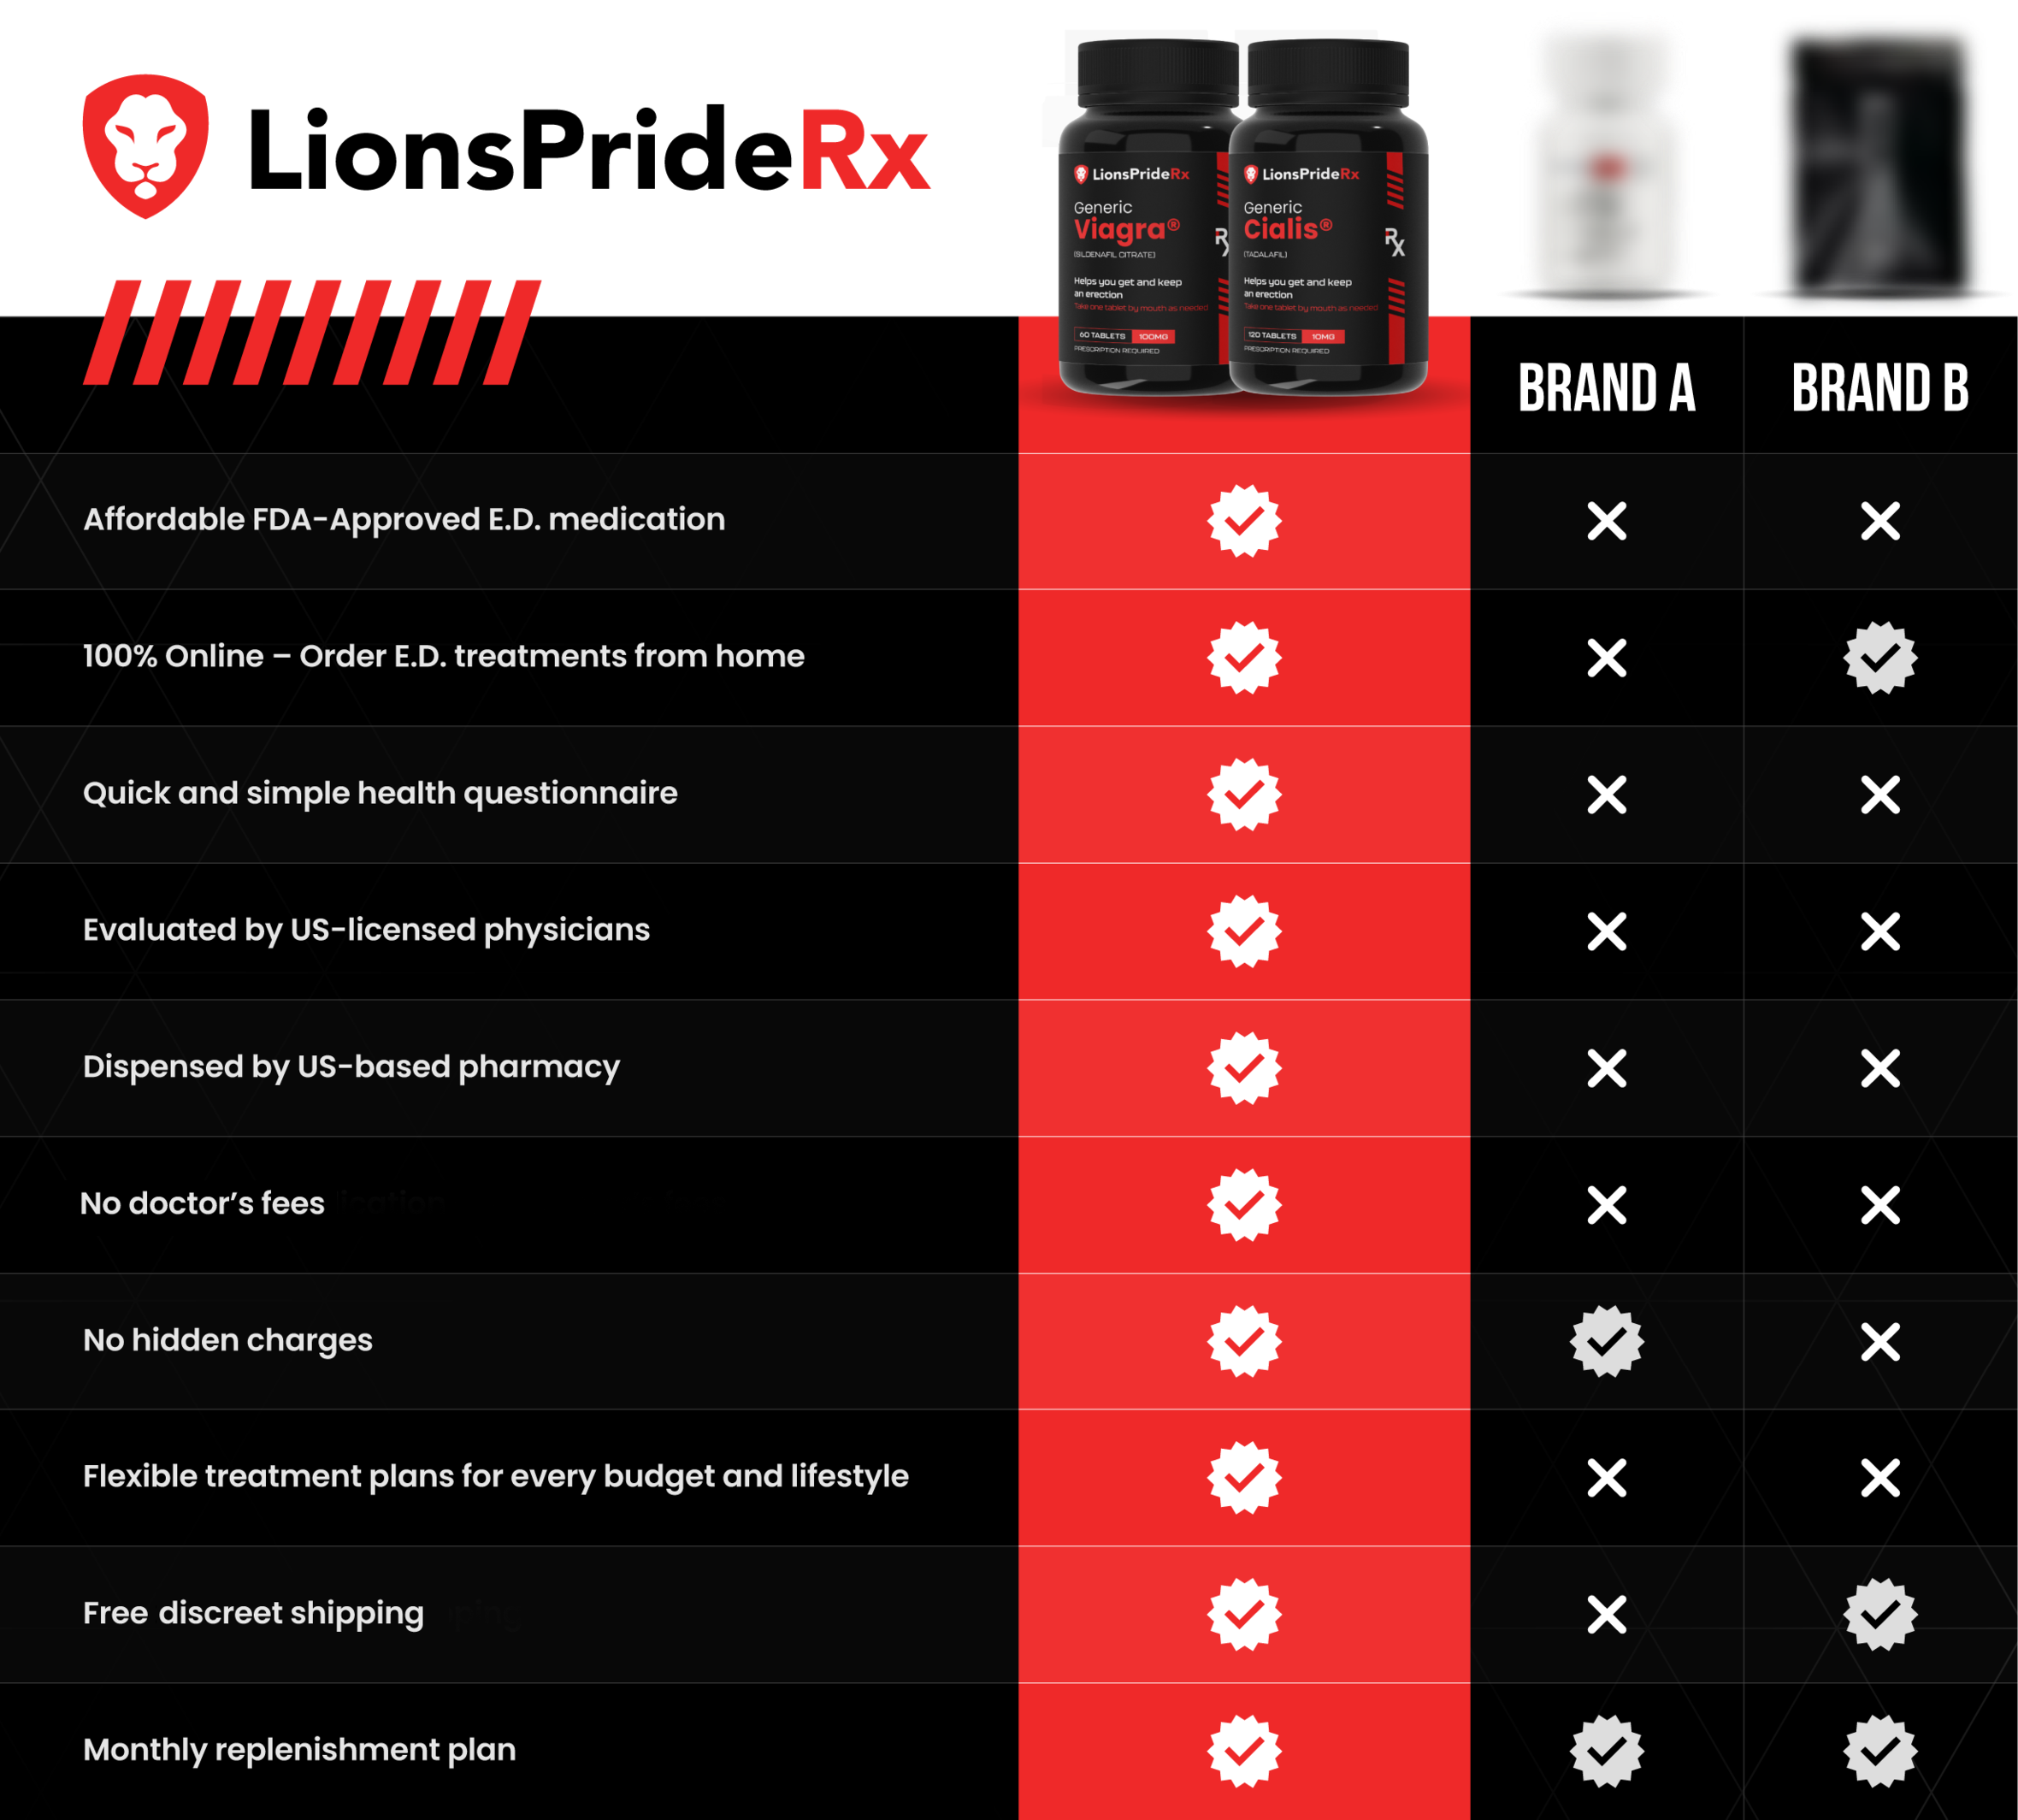 LionsPrideRx
LionsPrideRx
Generic
Viagra®
(SILDENAFIL CITRATE)
Helps you get and keep
an erection
Take one tablet by mouth as needed
60 TABLETS 100MG
PRESCRIPTION REQUIRED
Rx
LionsPrideRx
Generic
Cialis®
(TADALAFIL)
Helps you get and keep
an erection
Take one tablet by mouth as needed
120 TABLETS 10MG
PRESCRIPTION REQUIRED
Rx
BRAND A
BRAND B
Affordable FDA-Approved E.D. medication
100% Online – Order E.D. treatments from home
Quick and simple health questionnaire
Evaluated by US-licensed physicians
Dispensed by US-based pharmacy
No doctor’s fees
No hidden charges
Flexible treatment plans for every budget and lifestyle
Free discreet shipping
Monthly replenishment plan